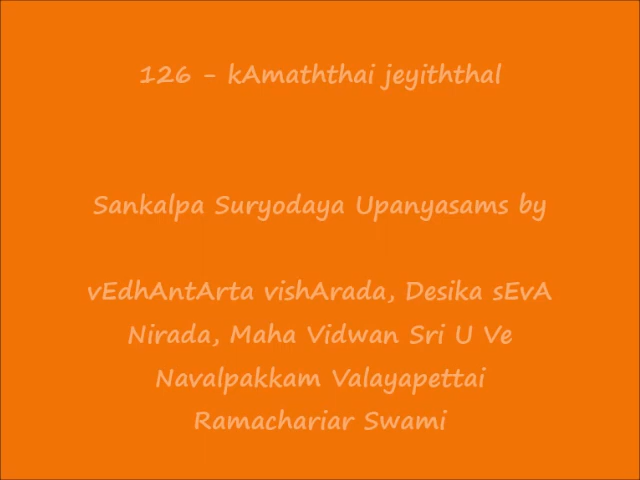 126 - kAmaththai jeyiththal
Sankalpa Suryodaya Upanyasams by
vEdhAntArta vishArada, Desika sEvA
Nirada, Maha Vidwan Sri U Ve
Navalpakkam Valayapettai
Ramachariar Swami